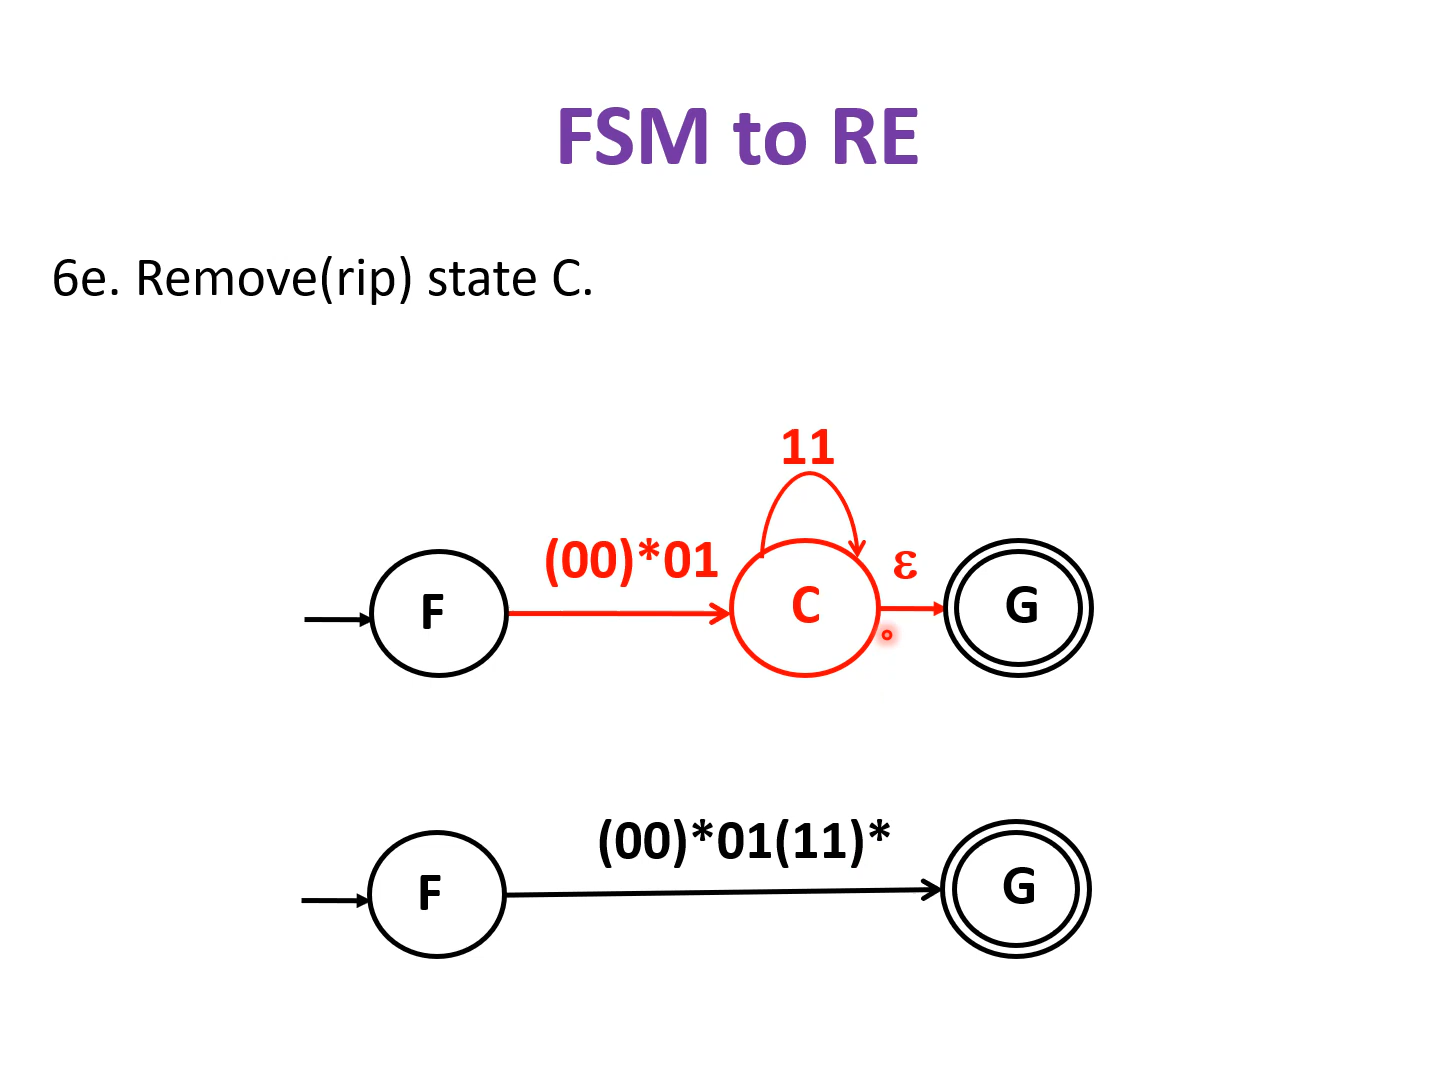 FSM to RE
6e. Remove(rip) state C.
11
(00)*01
ε
F
C
G
(00)*01(11)*
F
G